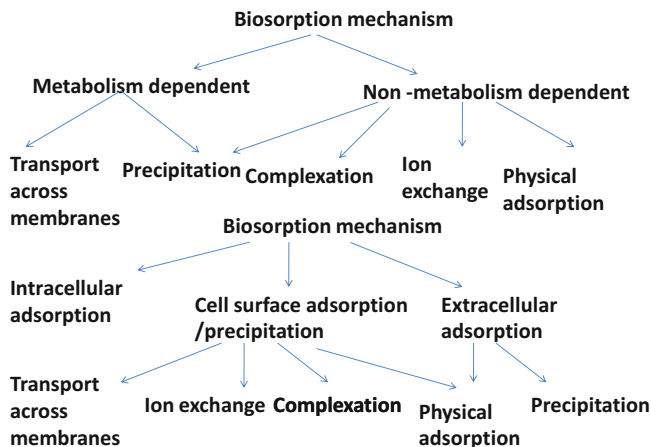 Biosorption mechanism
Metabolism dependent
Non -metabolism dependent
Transport
across
membranes
Precipitation
Complexation
Ion
exchange
Physical
adsorption
Biosorption mechanism
Intracellular
adsorption
Cell surface adsorption
/precipitation
Extracellular
adsorption
Transport
across
membranes
Ion exchange
Complexation
Physical
adsorption
Precipitation